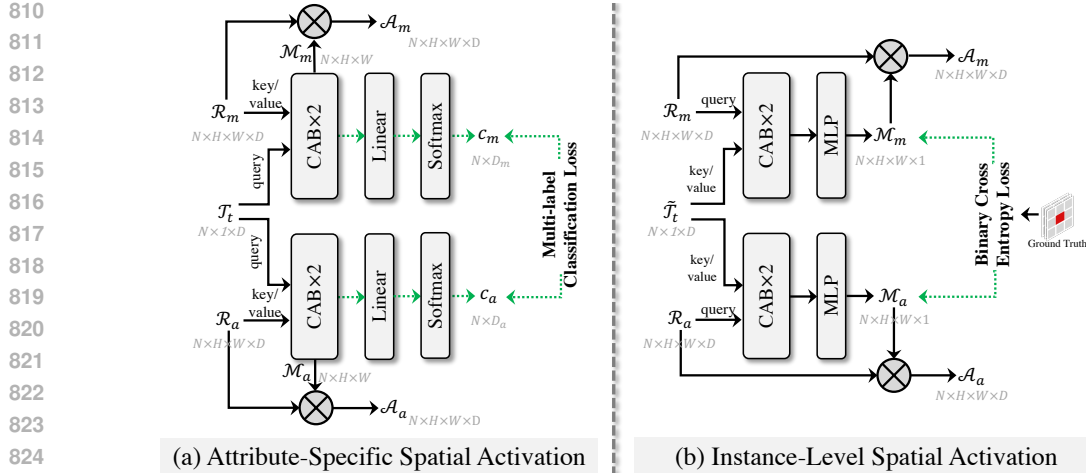 810
811
812
813
814
815
816
817
818
819
820
821
822
823
824
𝒜ₘ
N×H×W×D
ℳₘ N×H×W
key/
value
ℛₘ
N×H×W×D
CAB×2
Linear
Softmax
cₘ
N×Dₘ
query
𝒯ₜ
N×1×D
query
Multi-label
Classification Loss
key/
value
ℛₐ
N×H×W×D
CAB×2
Linear
Softmax
cₐ
N×Dₐ
ℳₐ N×H×W
𝒜ₐ
N×H×W×D
(a) Attribute-Specific Spatial Activation
𝒜ₘ
N×H×W×D
ℛₘ query
N×H×W×D
CAB×2
MLP
ℳₘ
N×H×W×1
key/
value
𝒯̃ₜ
N×1×D
key/
value
Binary Cross
Entropy Loss
Ground Truth
ℛₐ query
N×H×W×D
CAB×2
MLP
ℳₐ
N×H×W×1
𝒜ₐ
N×H×W×D
(b) Instance-Level Spatial Activation